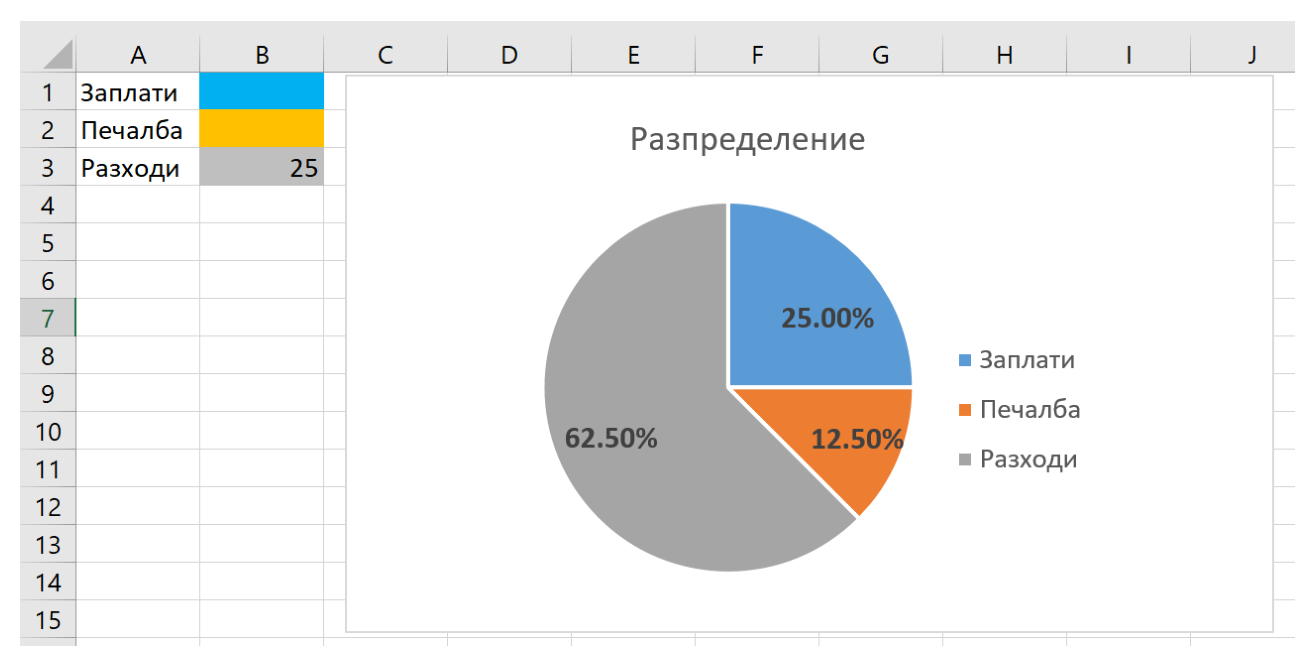 A B C D E F G H I J
1 Заплати
2 Печалба
3 Разходи 25
4
5
6
7
8
9
10
11
12
13
14
15
Разпределение
25.00%
62.50%
12.50%
Заплати
Печалба
Разходи